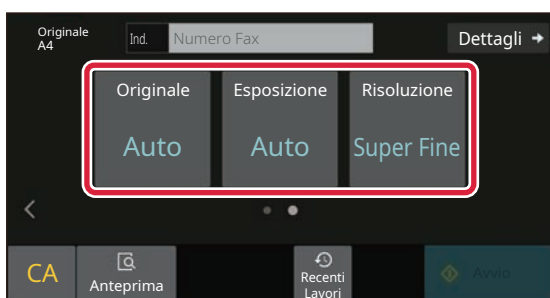 Originale
A4
Ind.
Numero Fax
Dettagli
Originale
Esposizione
Risoluzione
Auto
Auto
Super Fine
CA
Anteprima
Recenti
Lavori
Avvio